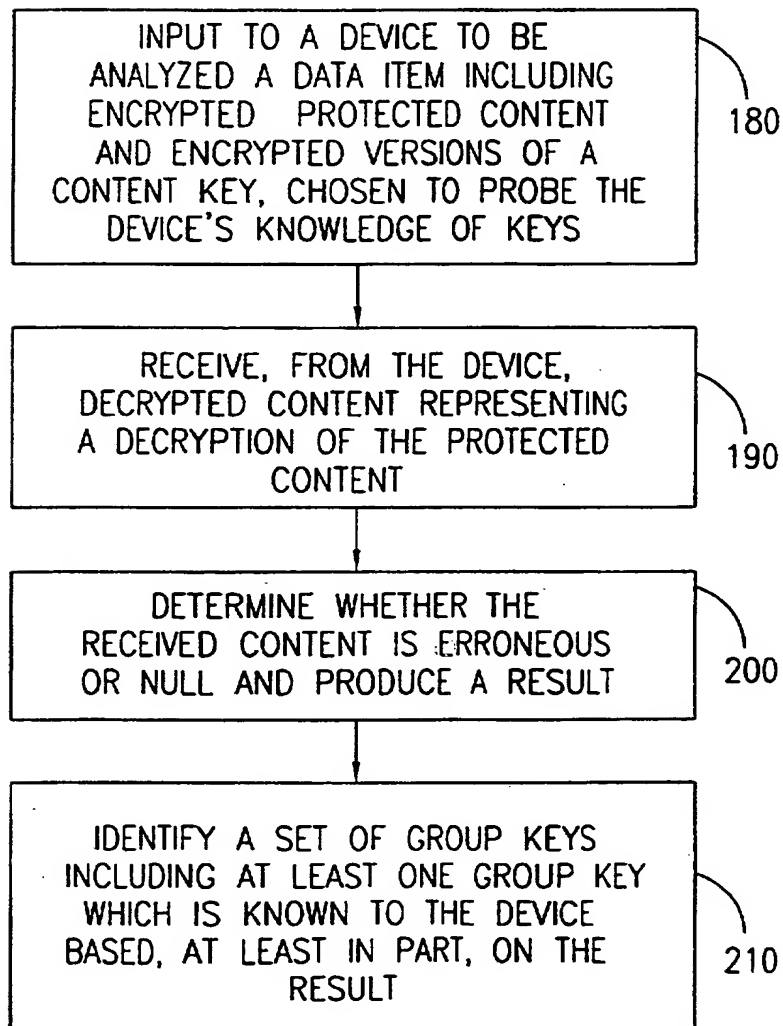 INPUT TO A DEVICE TO BE
ANALYZED A DATA ITEM INCLUDING
ENCRYPTED PROTECTED CONTENT
AND ENCRYPTED VERSIONS OF A
CONTENT KEY, CHOSEN TO PROBE THE
DEVICE'S KNOWLEDGE OF KEYS
180
RECEIVE, FROM THE DEVICE,
DECRYPTED CONTENT REPRESENTING
A DECRYPTION OF THE PROTECTED
CONTENT
190
DETERMINE WHETHER THE
RECEIVED CONTENT IS ERRONEOUS
OR NULL AND PRODUCE A RESULT
200
IDENTIFY A SET OF GROUP KEYS
INCLUDING AT LEAST ONE GROUP KEY
WHICH IS KNOWN TO THE DEVICE
BASED, AT LEAST IN PART, ON THE
RESULT
210